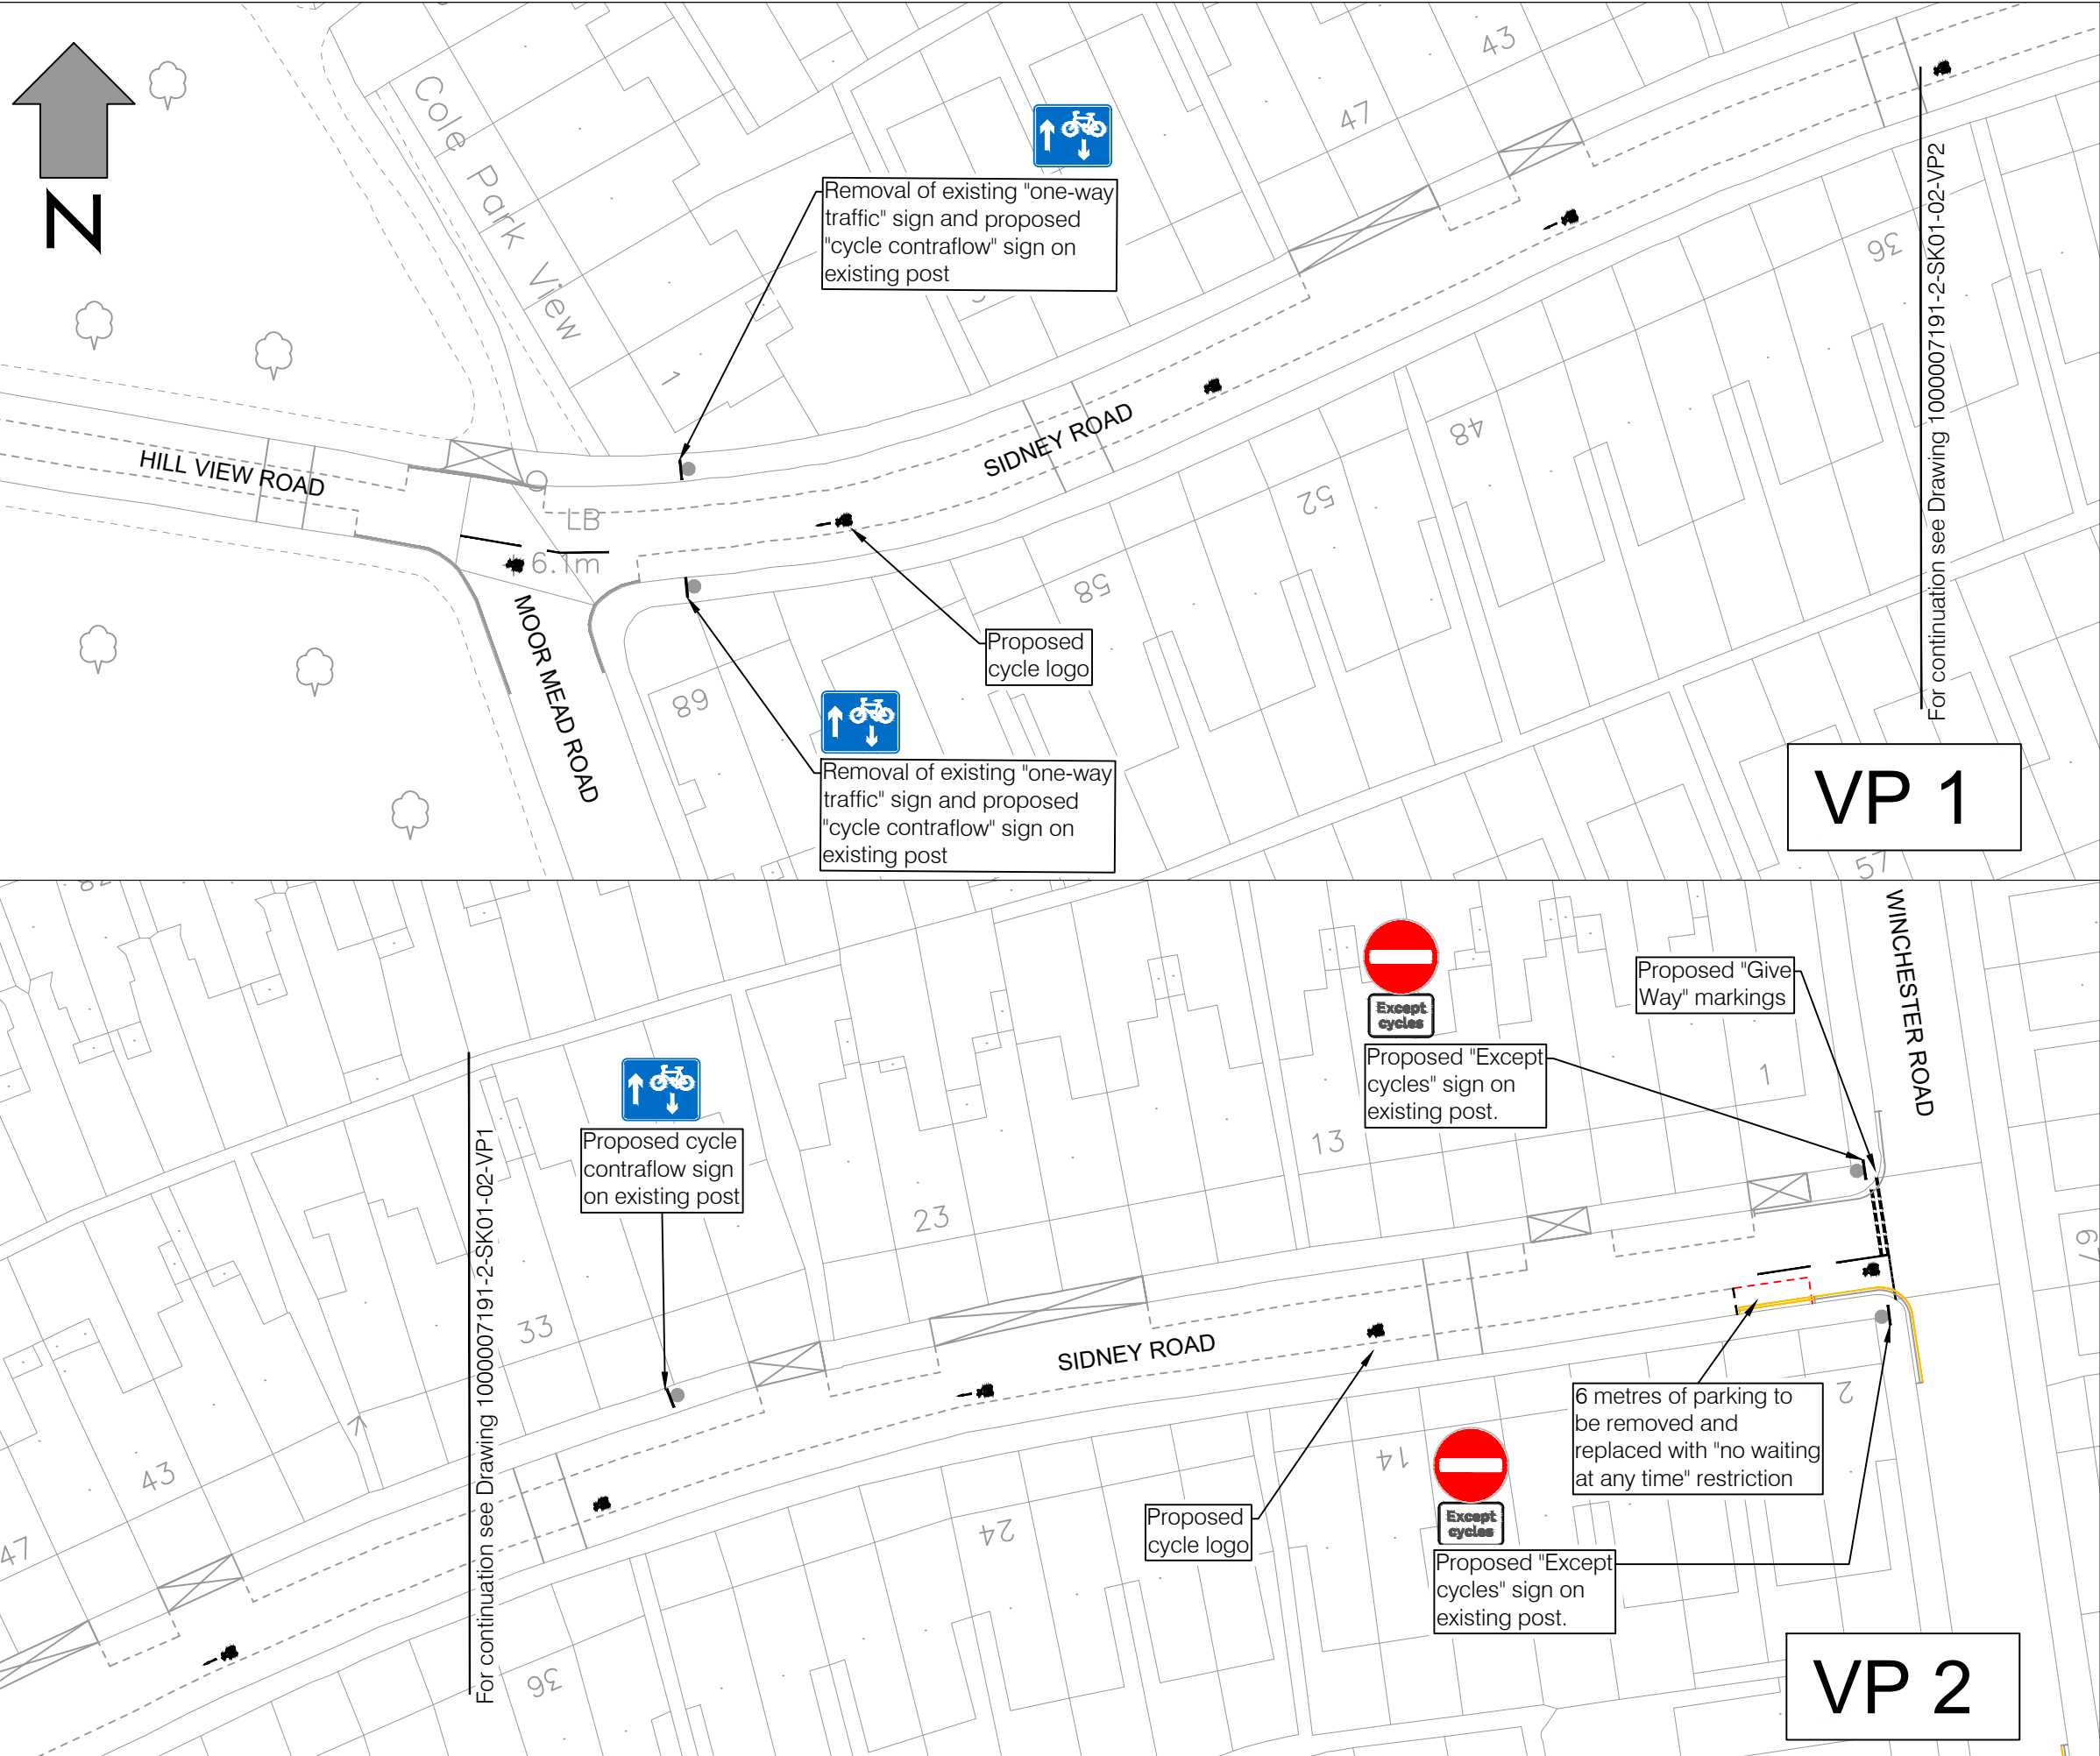 N
Cole Park View
43
47
Removal of existing "one-way
traffic" sign and proposed
"cycle contraflow" sign on
existing post
1
36
For continuation see Drawing 1000007191-2-SK01-02-VP2
HILL VIEW ROAD
SIDNEY ROAD
48
52
LB
6.1m
58
MOOR MEAD ROAD
Proposed
cycle logo
68
Removal of existing "one-way
traffic" sign and proposed
"cycle contraflow" sign on
existing post
VP 1
57
WINCHESTER ROAD
Except
cycles
Proposed "Give
Way" markings
Proposed "Except
cycles" sign on
existing post.
1
13
Proposed cycle
contraflow sign
on existing post
For continuation see Drawing 1000007191-2-SK01-02-VP1
23
33
67
SIDNEY ROAD
2
6 metres of parking to
be removed and
replaced with "no waiting
at any time" restriction
14
43
24
47
Proposed
cycle logo
Except
cycles
Proposed "Except
cycles" sign on
existing post.
36
VP 2